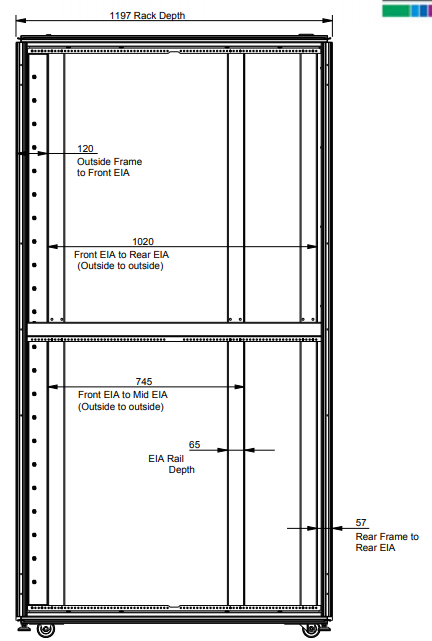 1197 Rack Depth
120
Outside Frame
to Front EIA
1020
Front EIA to Rear EIA
(Outside to outside)
745
Front EIA to Mid EIA
(Outside to outside)
65
EIA Rail
Depth
57
Rear Frame to
Rear EIA